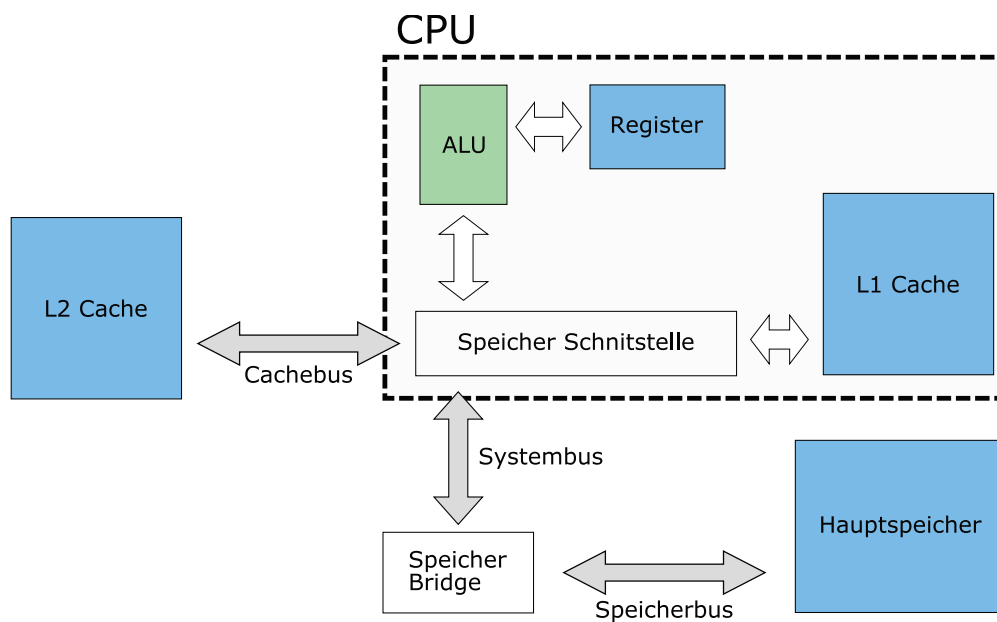 CPU
ALU
Register
L2 Cache
L1 Cache
Speicher Schnitstelle
Cachebus
Systembus
Hauptspeicher
Speicher
Bridge
Speicherbus